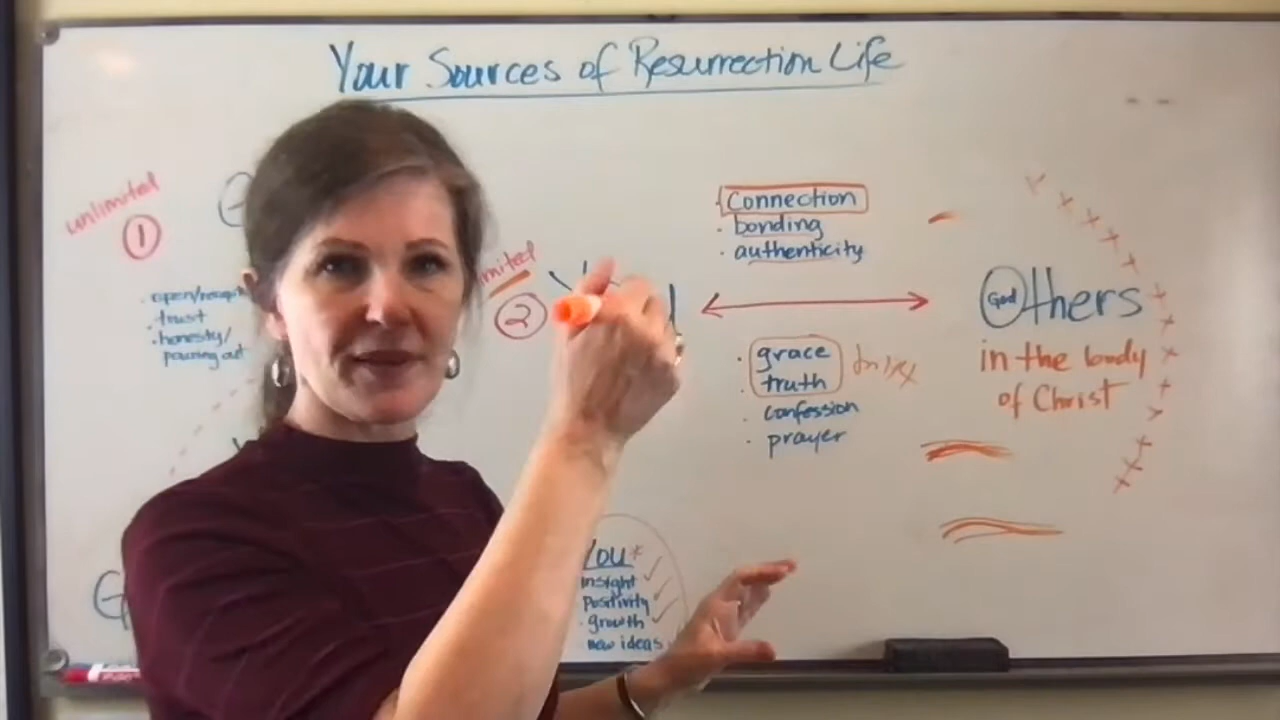 Your Sources of Resurrection Life
unlimited
1
open/
trust
honesty/
pouring out
2
Connection
bonding
authenticity
grace
truth
confession
prayer
God
Others
in the body
of Christ
You*
insight
positivity
growth
new ideas